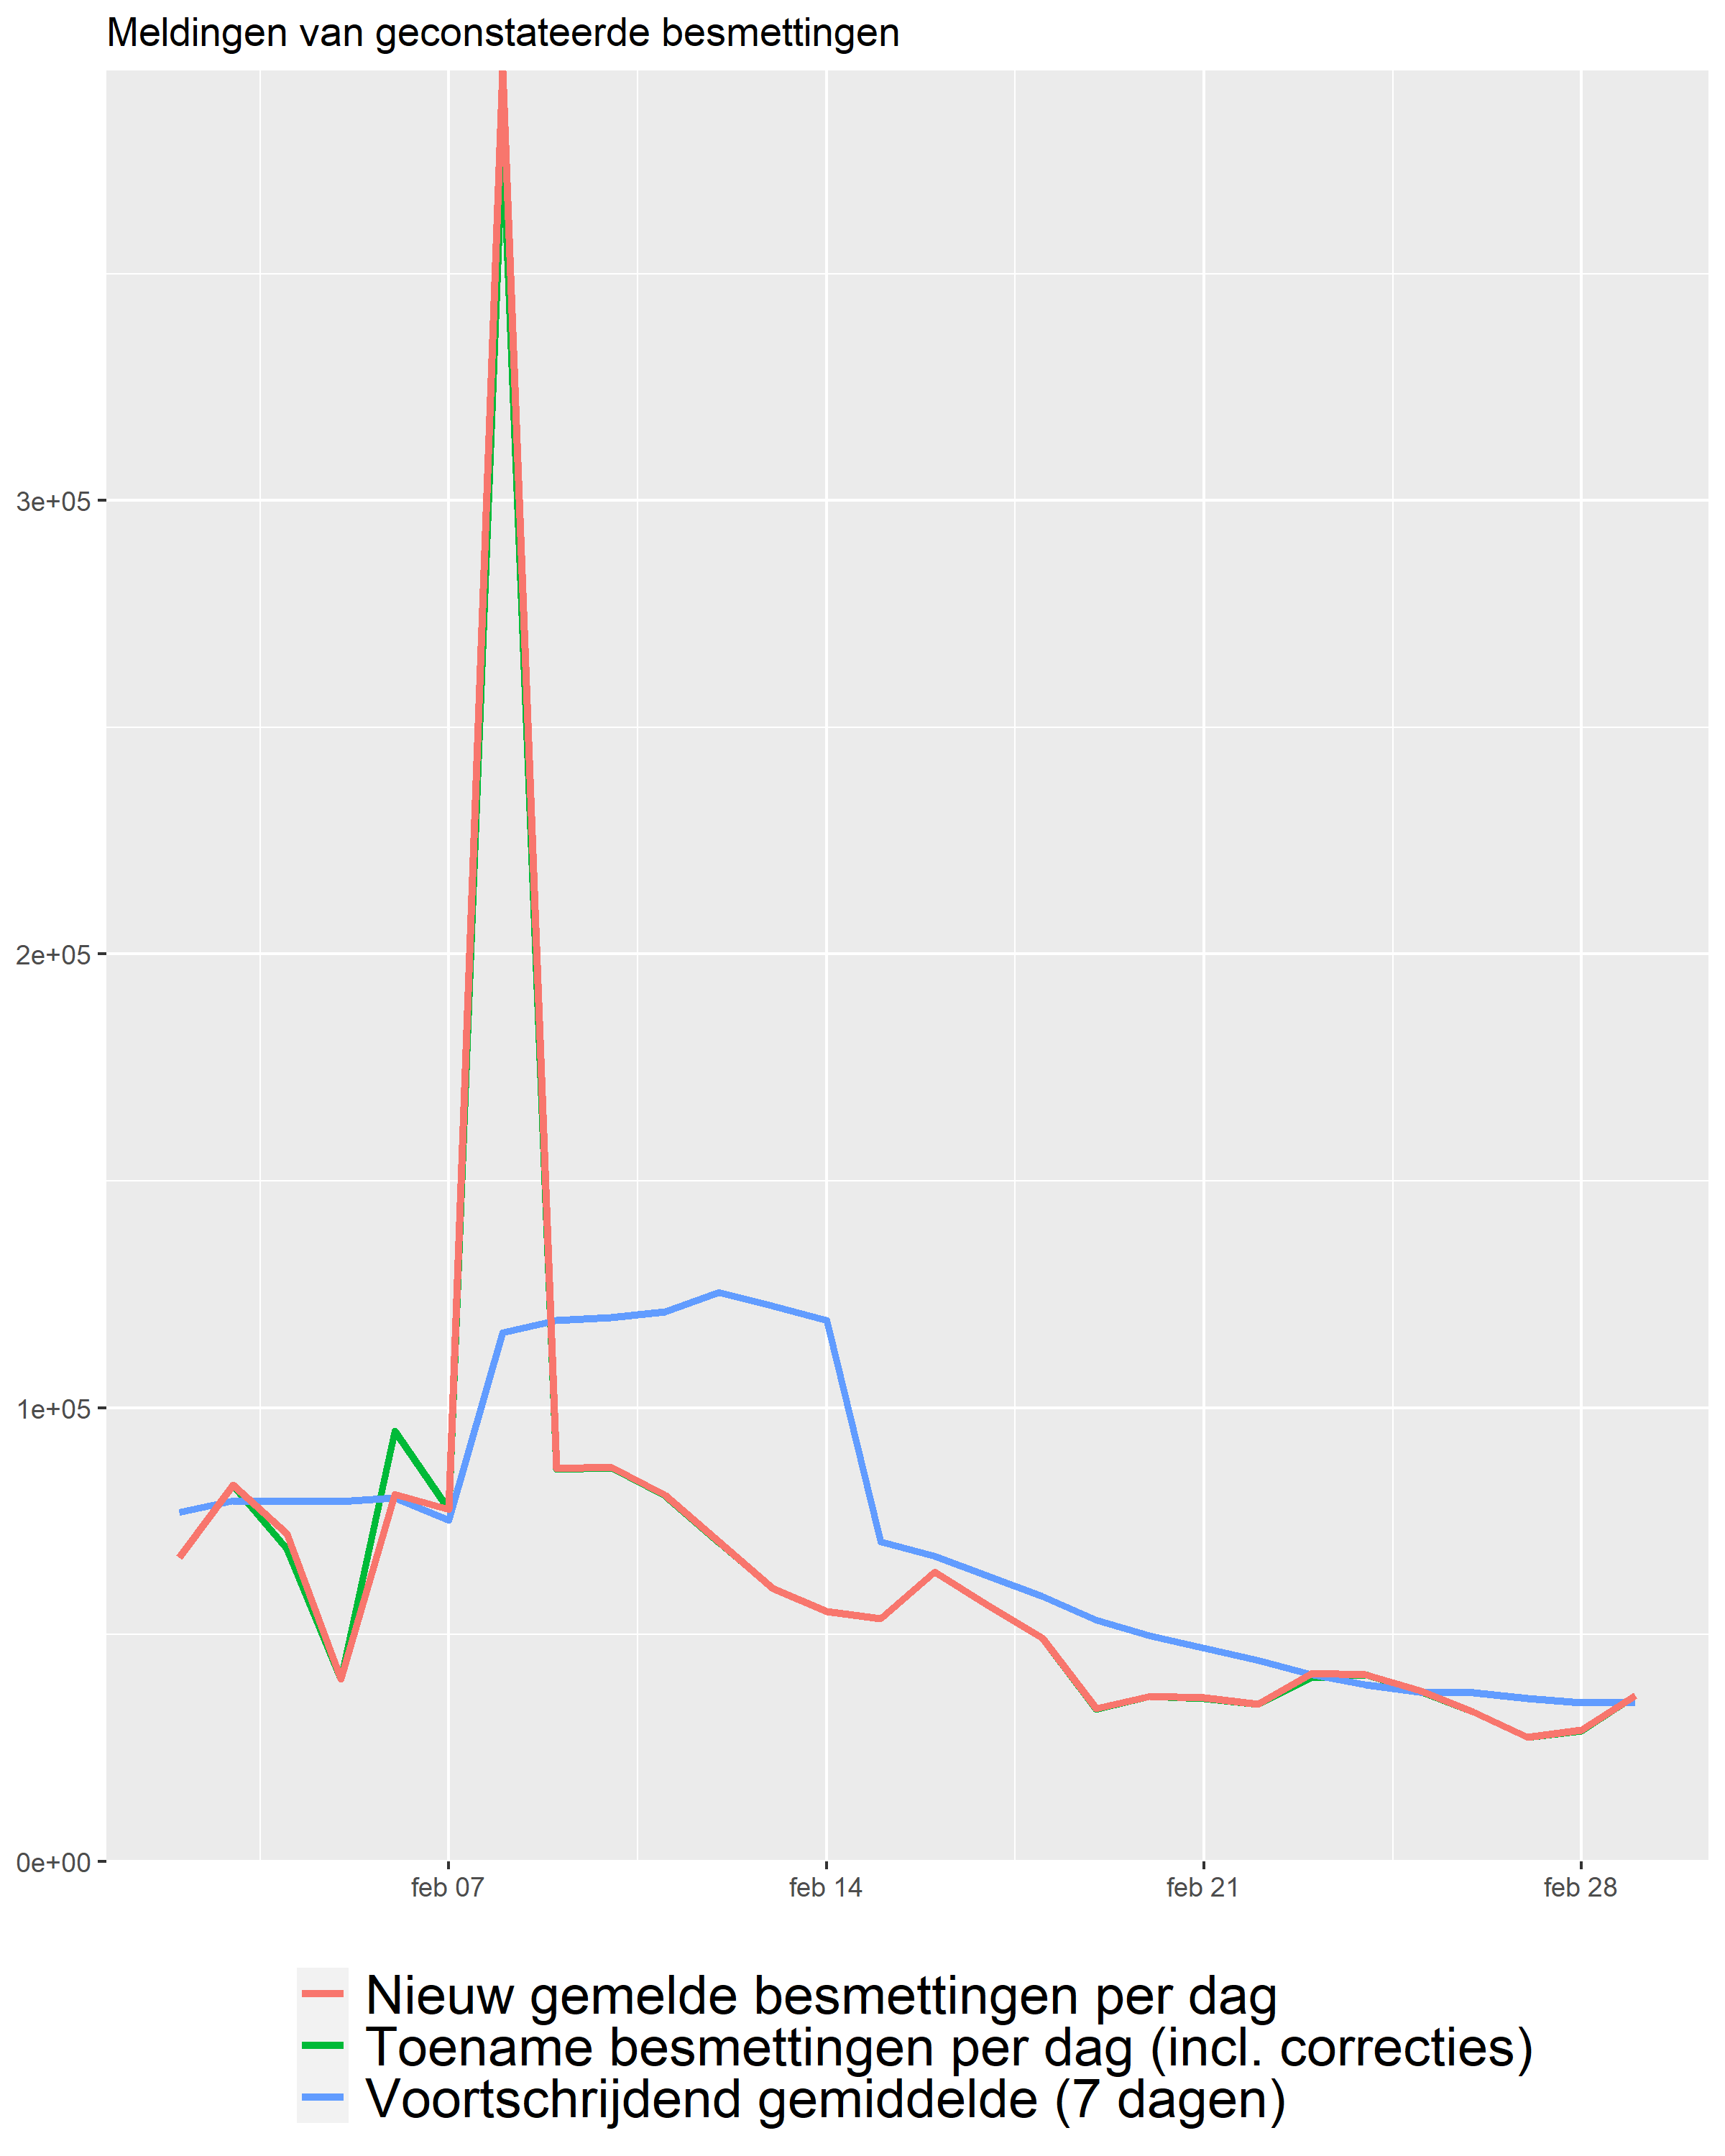 Meldingen van geconstateerde besmettingen
3e+05
2e+05
1e+05
0e+00
feb 07 feb 14 feb 21 feb 28
Nieuw gemelde besmettingen per dag
Toename besmettingen per dag (incl. correcties)
Voortschrijdend gemiddelde (7 dagen)